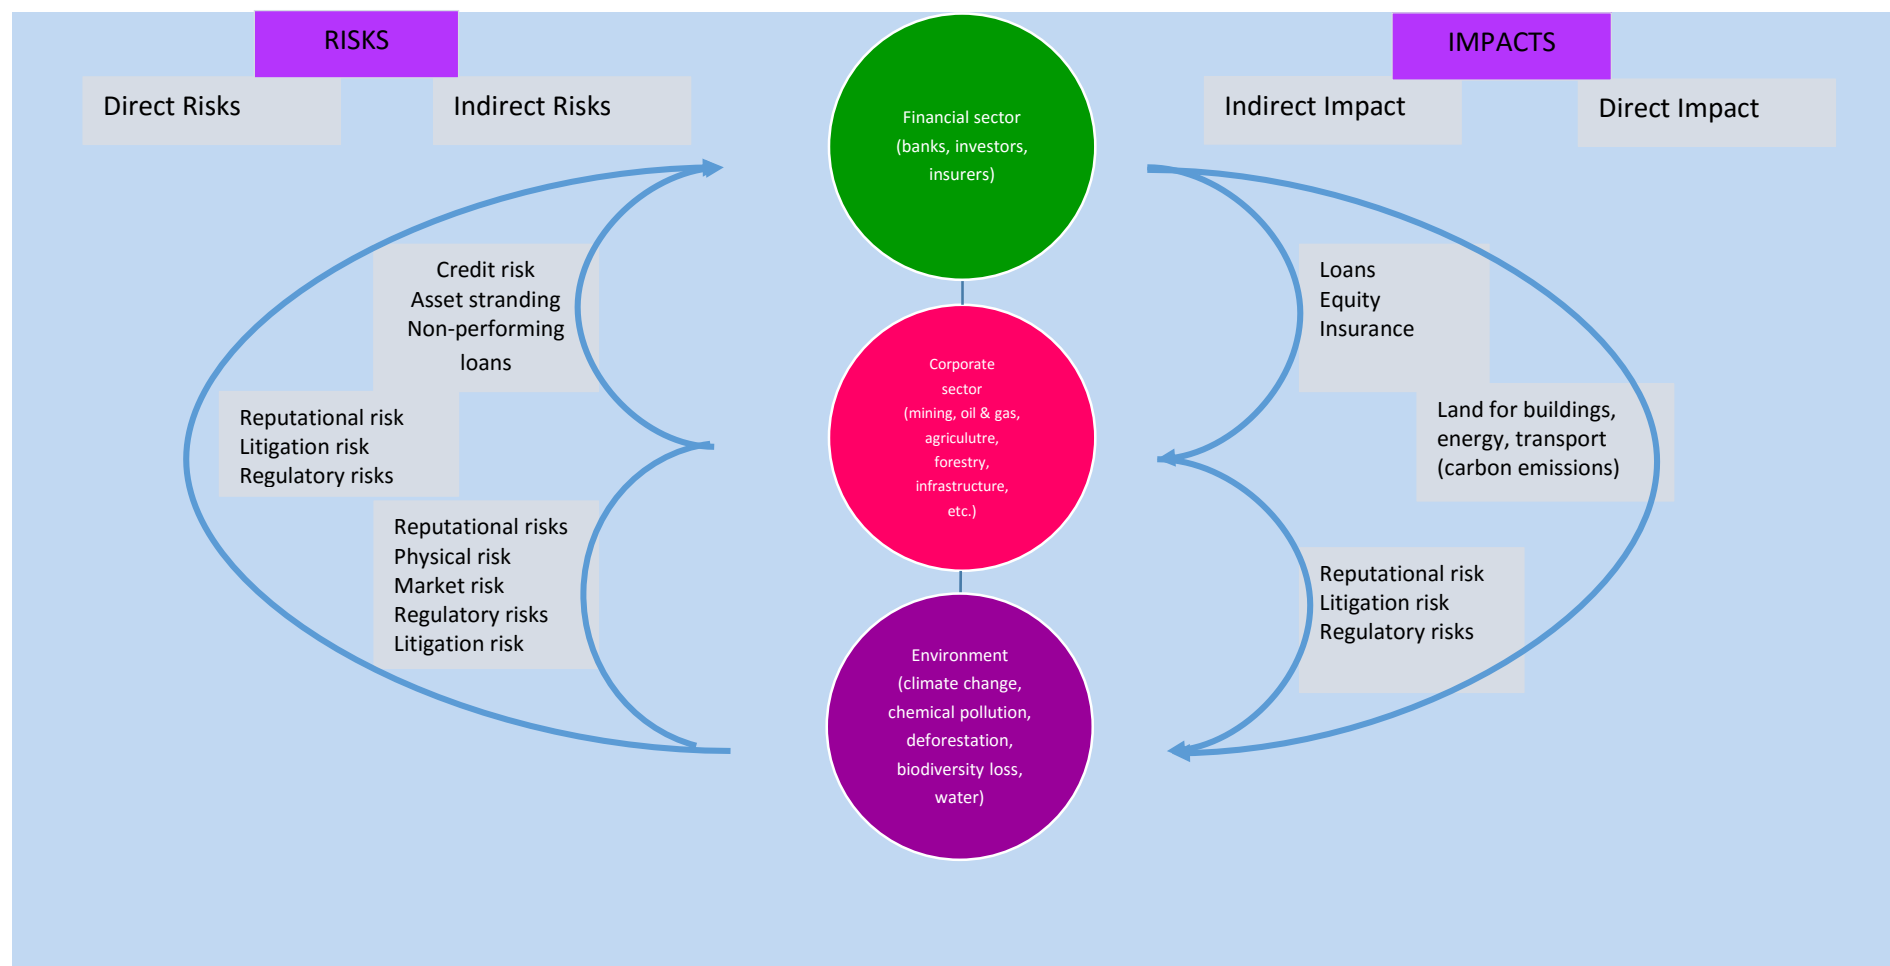 RISKS
IMPACTS
Direct Risks
Indirect Risks
Indirect Impact
Direct Impact
Financial sector
(banks, investors,
insurers)
Credit risk
Asset stranding
Non-performing
loans
Loans
Equity
Insurance
Corporate
sector
(mining, oil & gas,
agriculutre,
forestry,
infrastructure,
etc.)
Reputational risk
Litigation risk
Regulatory risks
Land for buildings,
energy, transport
(carbon emissions)
Reputational risks
Physical risk
Market risk
Regulatory risks
Litigation risk
Reputational risk
Litigation risk
Regulatory risks
Environment
(climate change,
chemical pollution,
deforestation,
biodiversity loss,
water)